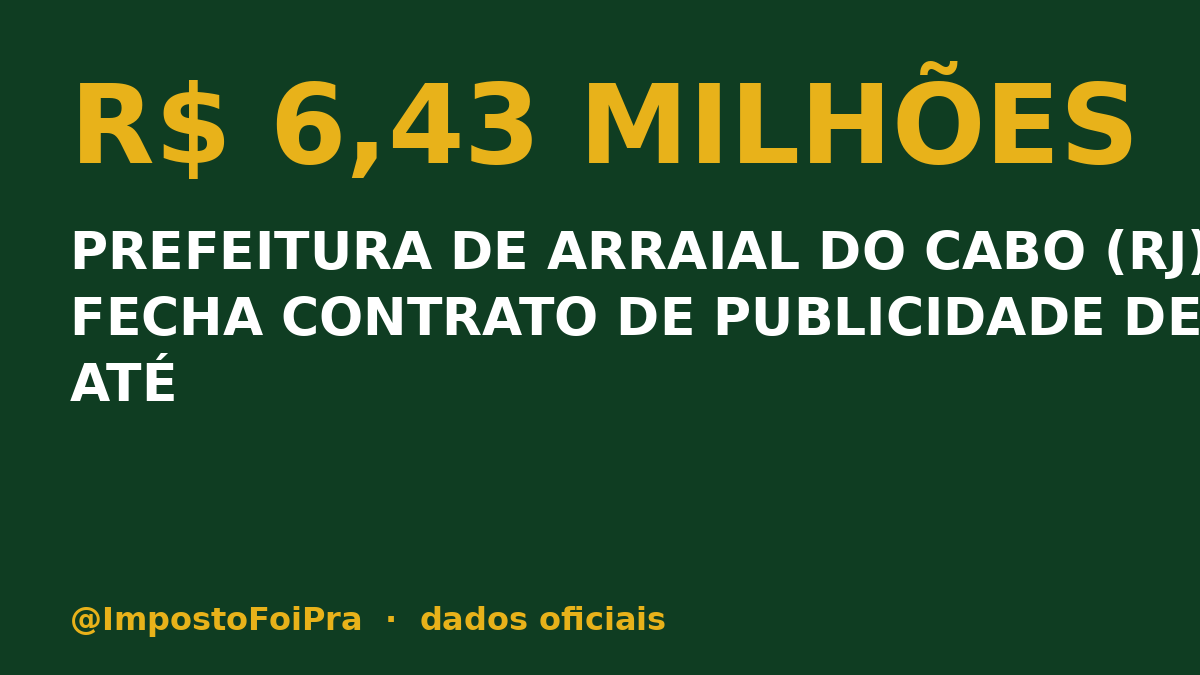 R$ 6,43 MILHÕES
PREFEITURA DE ARRAIAL DO CABO (RJ)
FECHA CONTRATO DE PUBLICIDADE DE
ATÉ
@ImpostoFoiPra · dados oficiais